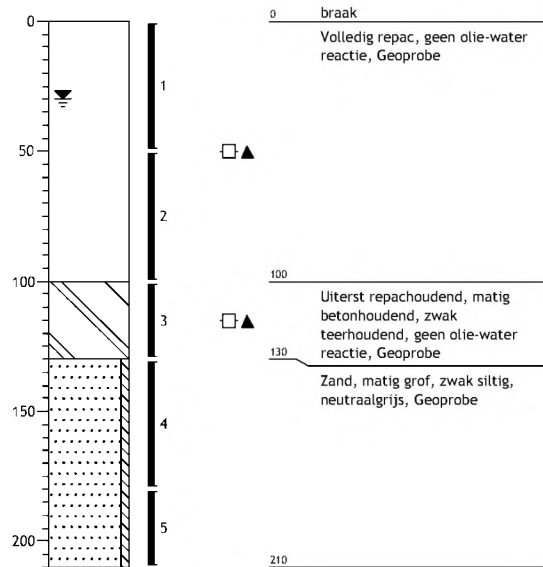 0
0
braak
Volledig repac, geen olie-water
reactie, Geoprobe
1
50
2
100
100
Uiterst repachoudend, matig
betonhoudend, zwak
teerhoudend, geen olie-water
reactie, Geoprobe
3
130
Zand, matig grof, zwak siltig,
neutraalgrijs, Geoprobe
150
4
5
200
210